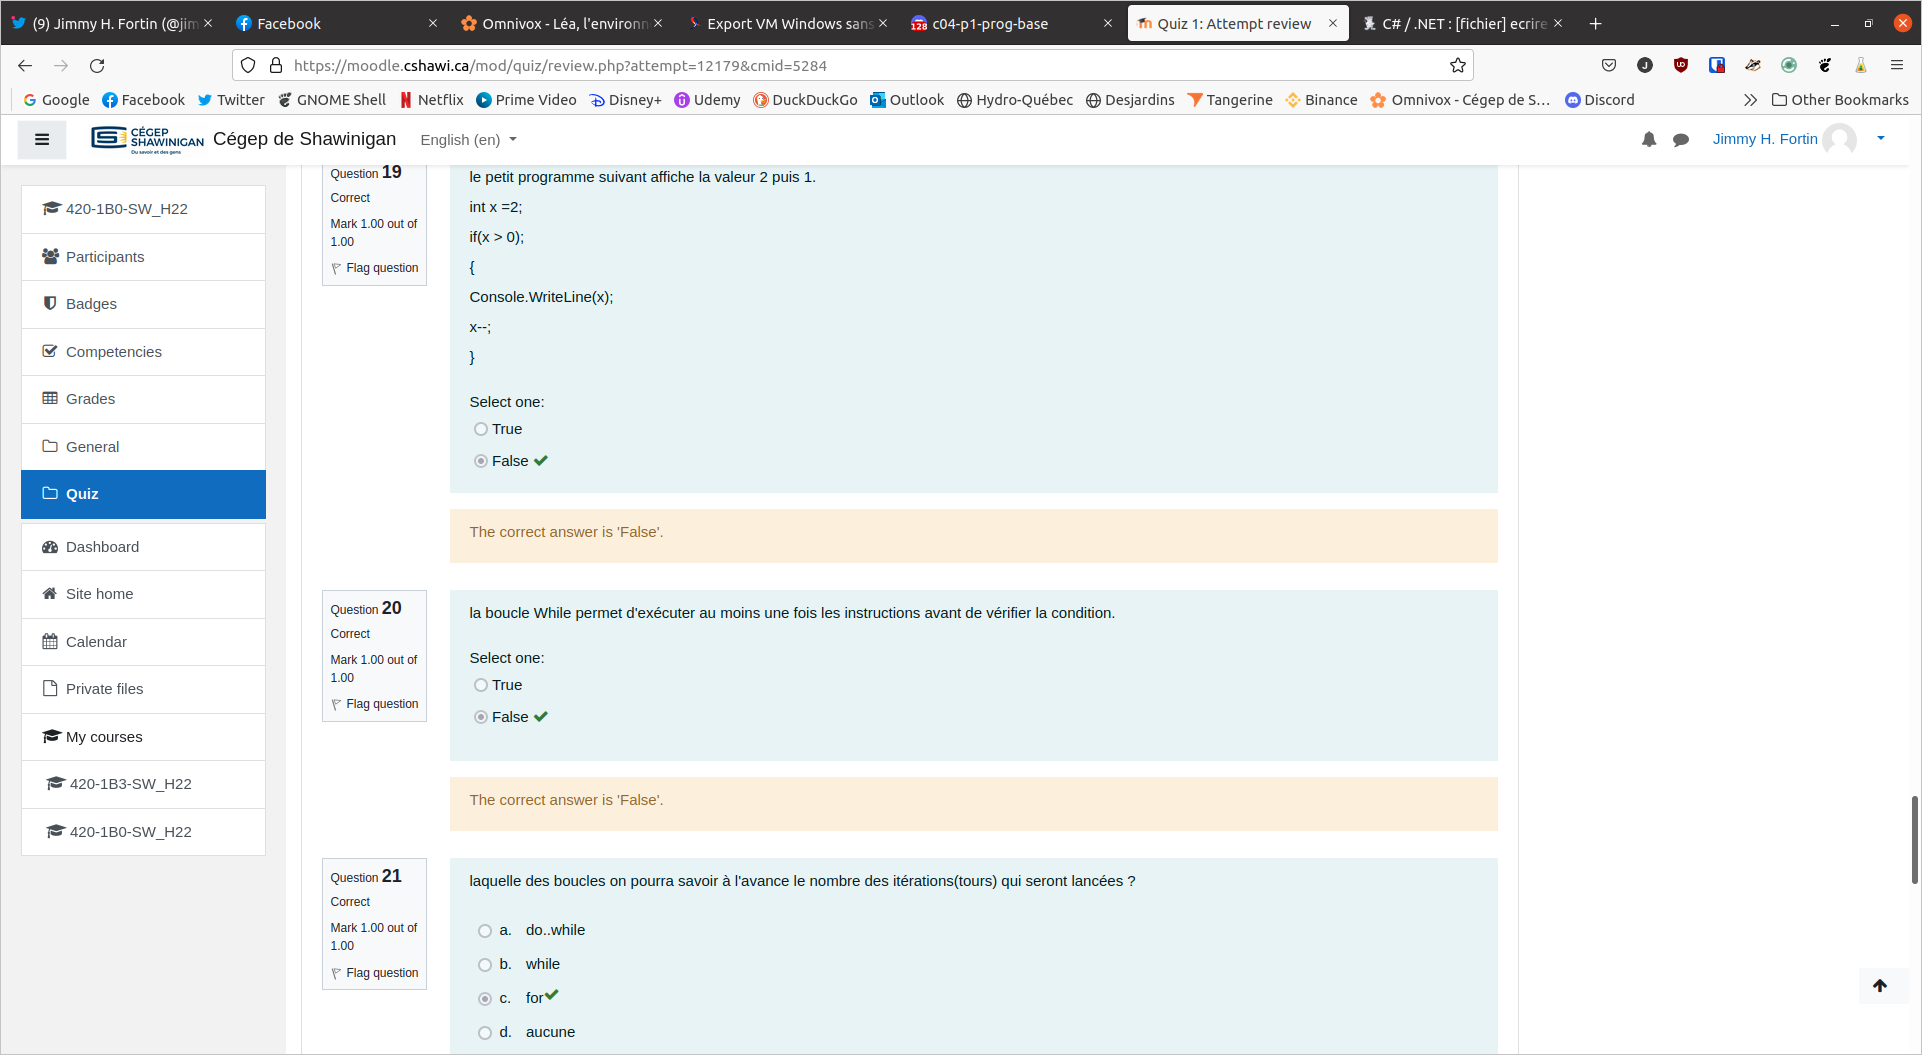 (9) Jimmy H. Fortin (@jim
Facebook
Omnivox - Léa, l'environn
Export VM Windows sans
c04-p1-prog-base
Quiz 1: Attempt review
C# / .NET : [fichier] ecrire
https://moodle.cshawi.ca/mod/quiz/review.php?attempt=12179&cmid=5284
Google
Facebook
Twitter
GNOME Shell
Netflix
Prime Video
Disney+
Udemy
DuckDuckGo
Outlook
Hydro-Québec
Desjardins
Tangerine
Binance
Omnivox - Cégep de S…
Discord
Other Bookmarks
CÉGEP
SHAWINIGAN
Du savoir et des gens
Cégep de Shawinigan
English (en)
Jimmy H. Fortin
420-1B0-SW_H22
Participants
Badges
Competencies
Grades
General
Quiz
Dashboard
Site home
Calendar
Private files
My courses
420-1B3-SW_H22
420-1B0-SW_H22
Question 19
Correct
Mark 1.00 out of
1.00
Flag question
le petit programme suivant affiche la valeur 2 puis 1.
int x =2;
if(x > 0);
{
Console.WriteLine(x);
x--;
}
Select one:
True
False
The correct answer is 'False'.
Question 20
Correct
Mark 1.00 out of
1.00
Flag question
la boucle While permet d'exécuter au moins une fois les instructions avant de vérifier la condition.
Select one:
True
False
The correct answer is 'False'.
Question 21
Correct
Mark 1.00 out of
1.00
Flag question
laquelle des boucles on pourra savoir à l'avance le nombre des itérations(tours) qui seront lancées ?
a. do..while
b. while
c. for
d. aucune